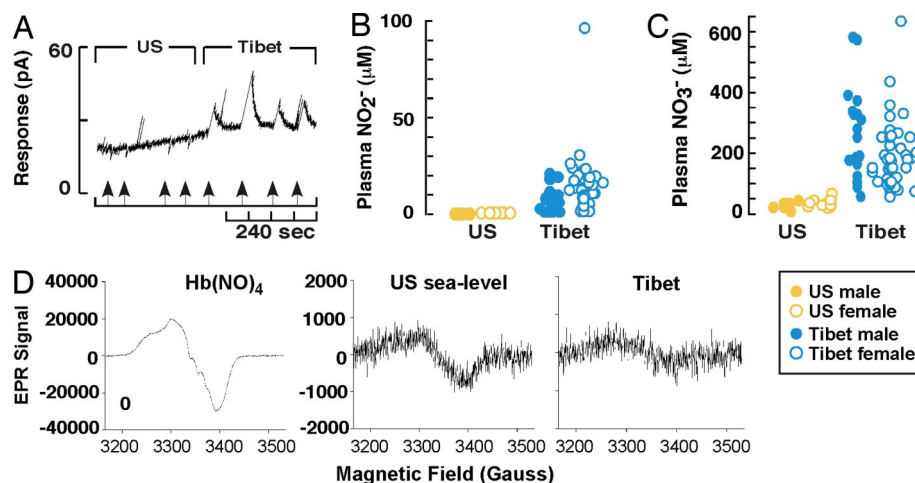 A
US
Tibet
60
0
Response (pA)
240 sec
B
Plasma NO2- (μM)
100
50
0
US
Tibet
C
Plasma NO3- (μM)
600
400
200
0
US
Tibet
D
Hb(NO)4
EPR Signal
40000
20000
0
-20000
-40000
0
3200 3300 3400 3500
US sea-level
2000
1000
0
-1000
-2000
3200 3300 3400 3500
Tibet
3200 3300 3400 3500
Magnetic Field (Gauss)
US male
US female
Tibet male
Tibet female